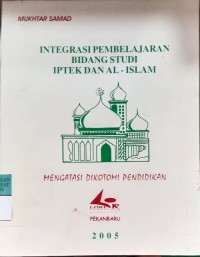 MUKHTAR SAMAD
INTEGRASI PEMBELAJARAN
BIDANG STUDI
IPTEK DAN AL - ISLAM
MENGATASI DIKOTOMI PENDIDIKAN
PEKANBARU
2005